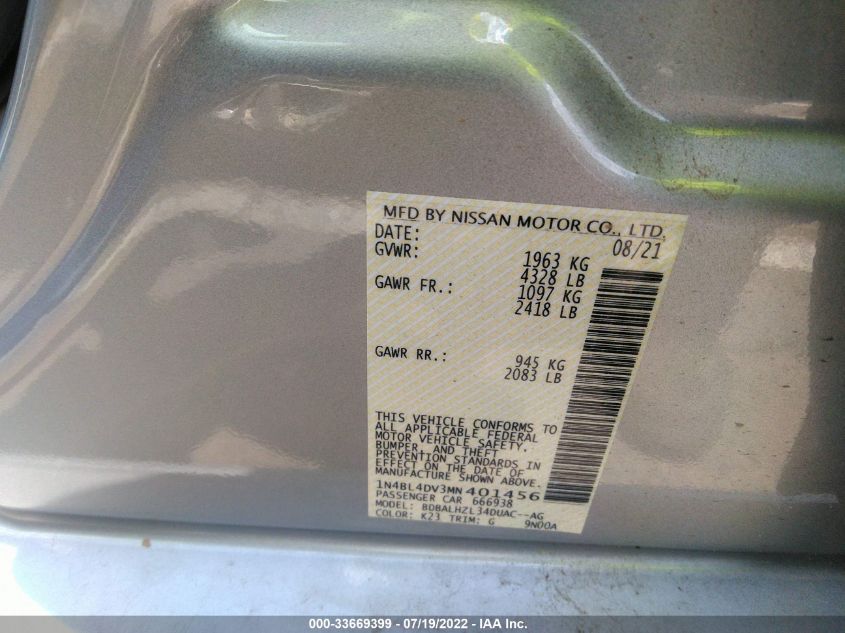 MFD BY NISSAN MOTOR CO., LTD.
DATE: 08/21
GVWR: 1963 KG
4328 LB
GAWR FR.: 1097 KG
2418 LB
GAWR RR.: 945 KG
2083 LB
THIS VEHICLE CONFORMS TO
ALL APPLICABLE FEDERAL
MOTOR VEHICLE SAFETY,
BUMPER, AND THEFT
PREVENTION STANDARDS IN
EFFECT ON THE DATE OF
MANUFACTURE SHOWN ABOVE.
1N4BL4DV3MN401456
PASSENGER CAR 666938
MODEL: BDBALHZL34DUAC--AG
COLOR: K23 TRIM: G 9N00A
000-33669399 - 07/19/2022 - IAA Inc.